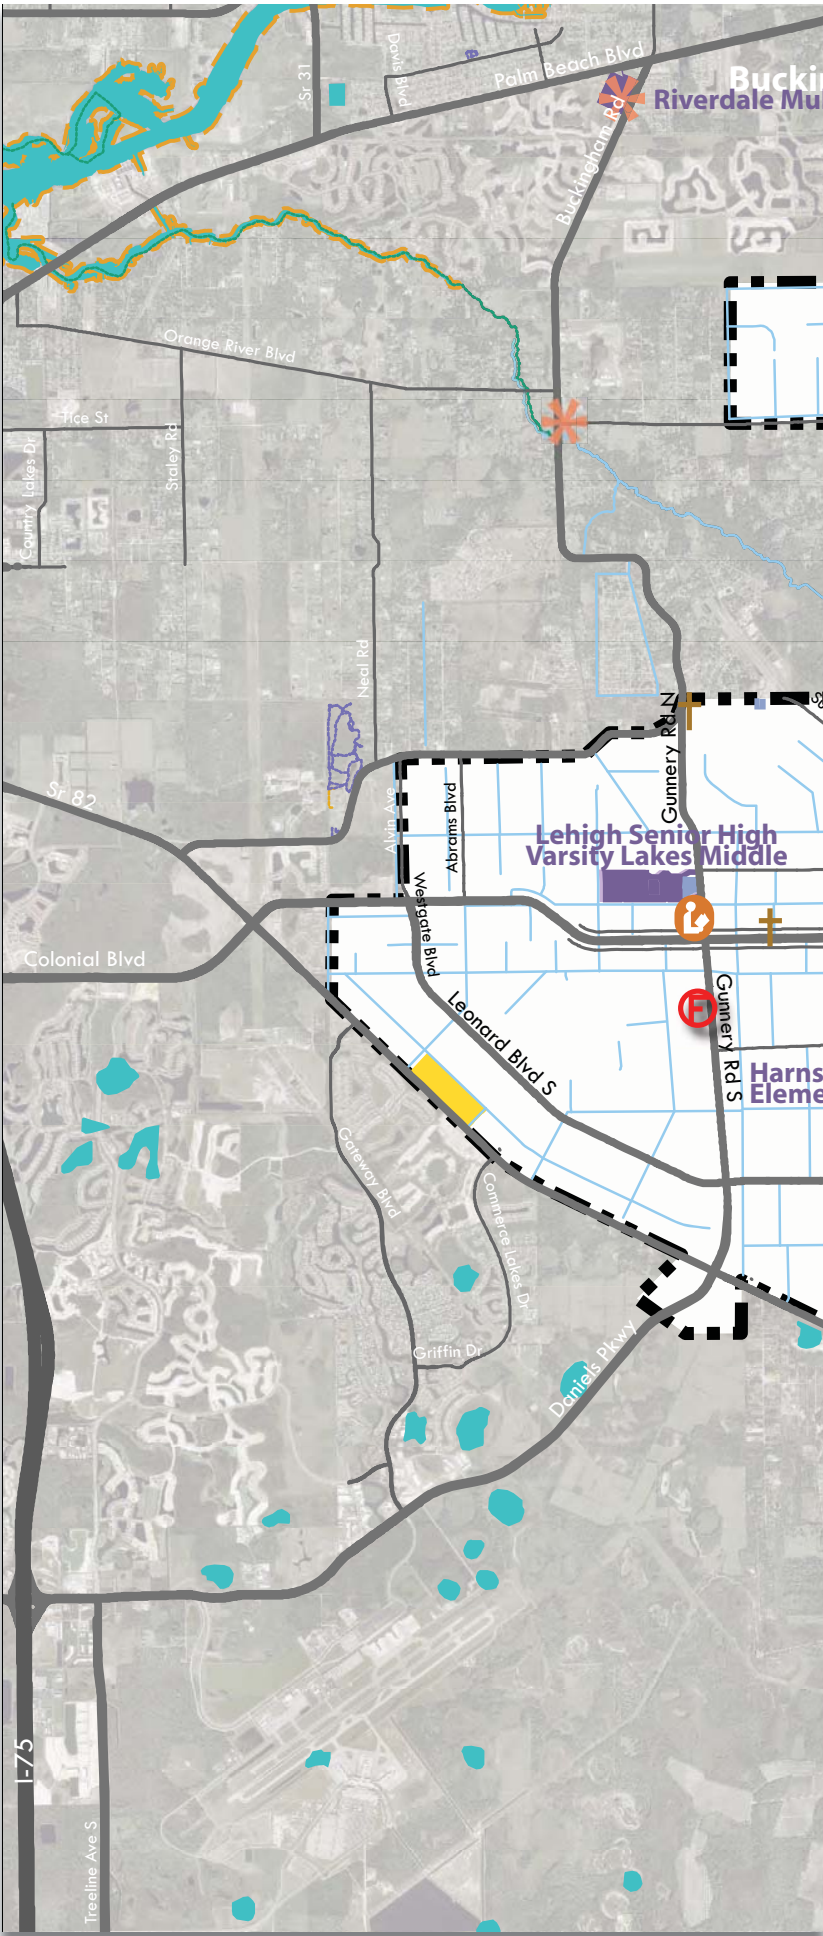 Sr 31
Davis Blvd
Palm Beach Blvd
Bucki
Riverdale Mu
Buckingham Rd
Orange River Blvd
Tice St
Staley Rd
Country Lakes Dr
Neal Rd
Gunnery Rd N
Sr 82
Alvin Ave
Abrams Blvd
Lehigh Senior High
Varsity Lakes Middle
Westgate Blvd
Colonial Blvd
Leonard Blvd S
F
Gunnery Rd S
Harns
Eleme
Gateway Blvd
Commerce Lakes Dr
Griffin Dr
Daniels Pkwy
I-75
Treeline Ave S